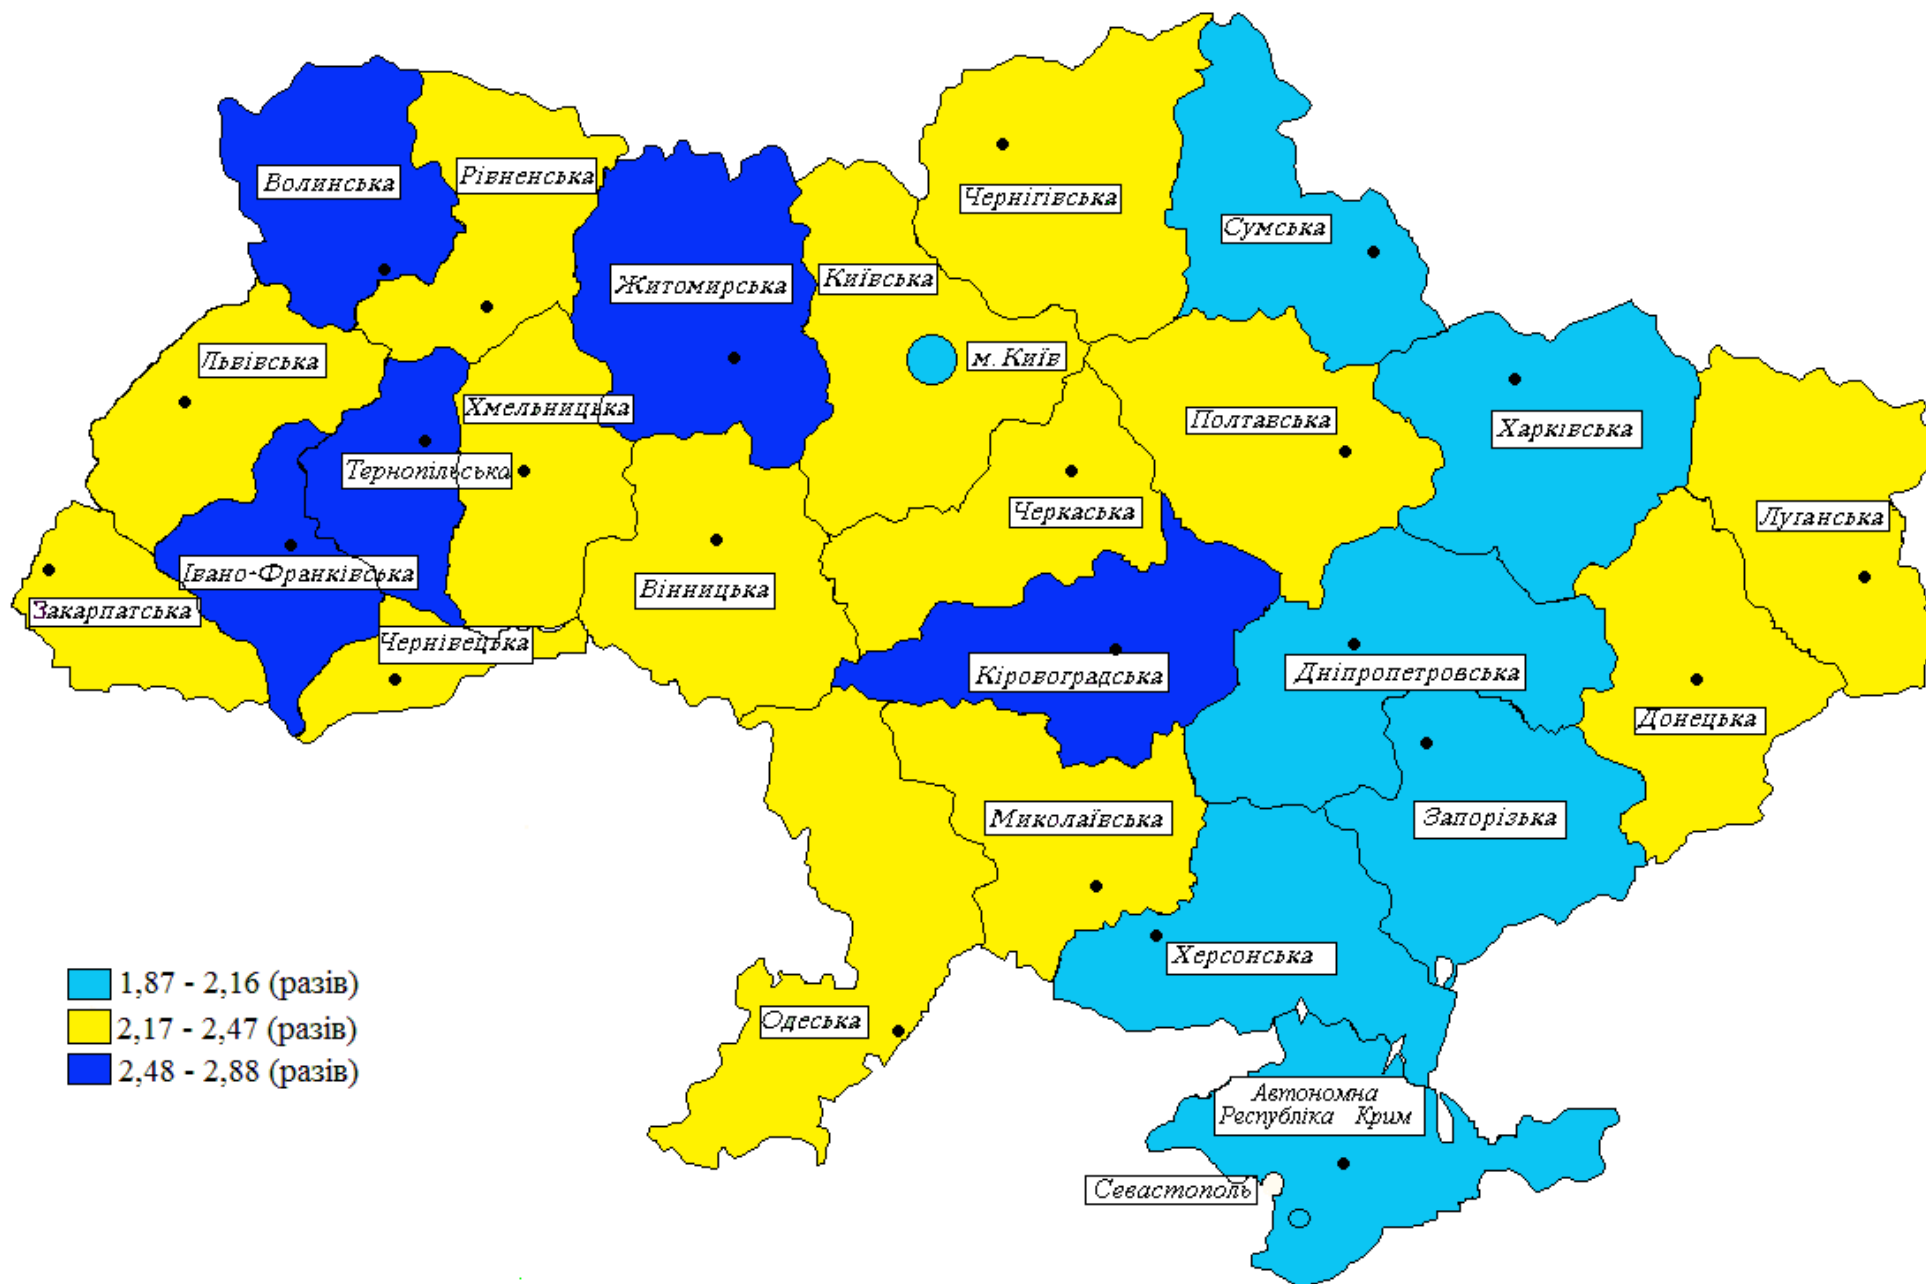 Волинська
Рівненська
Чернігівська
Сумська
Житомирська
Київська
Львівська
м. Київ
Хмельницька
Полтавська
Харківська
Тернопільська
Черкаська
Луганська
Івано-Франківська
Вінницька
Закарпатська
Чернівецька
Кіровоградська
Дніпропетровська
Донецька
Миколаївська
Запорізька
Херсонська
Одеська
1,87 - 2,16 (разів)
2,17 - 2,47 (разів)
2,48 - 2,88 (разів)
Автономна
Республіка Крим
Севастополь